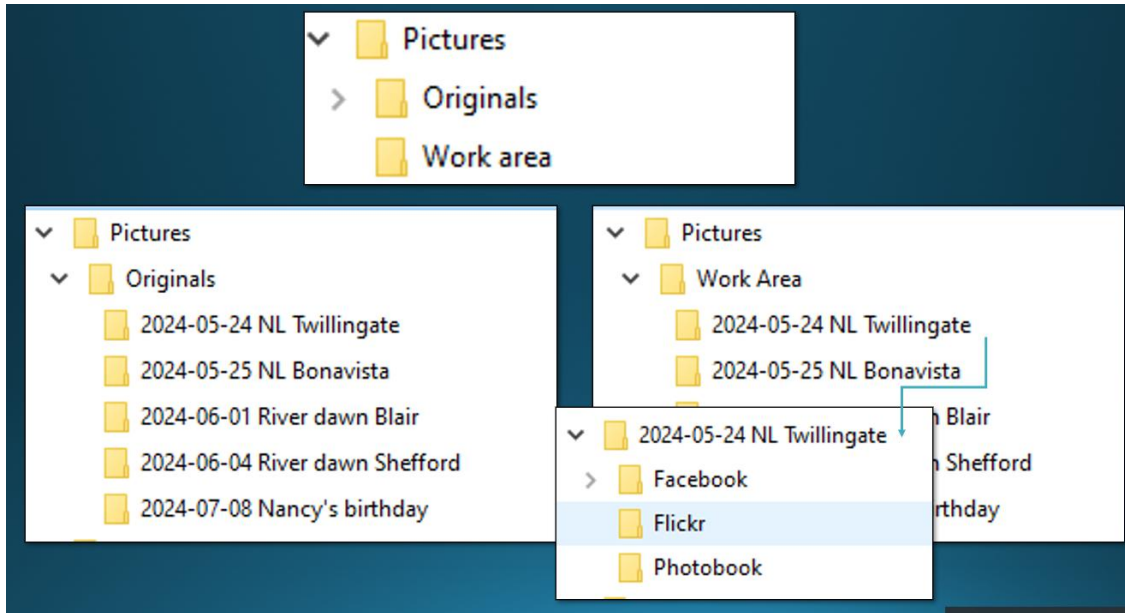 Pictures
Originals
Work area
Pictures
Originals
2024-05-24 NL Twillingate
2024-05-25 NL Bonavista
2024-06-01 River dawn Blair
2024-06-04 River dawn Shefford
2024-07-08 Nancy's birthday
Pictures
Work Area
2024-05-24 NL Twillingate
2024-05-25 NL Bonavista
Blair
Shefford
2024-05-24 NL Twillingate
Facebook
Flickr
Photobook